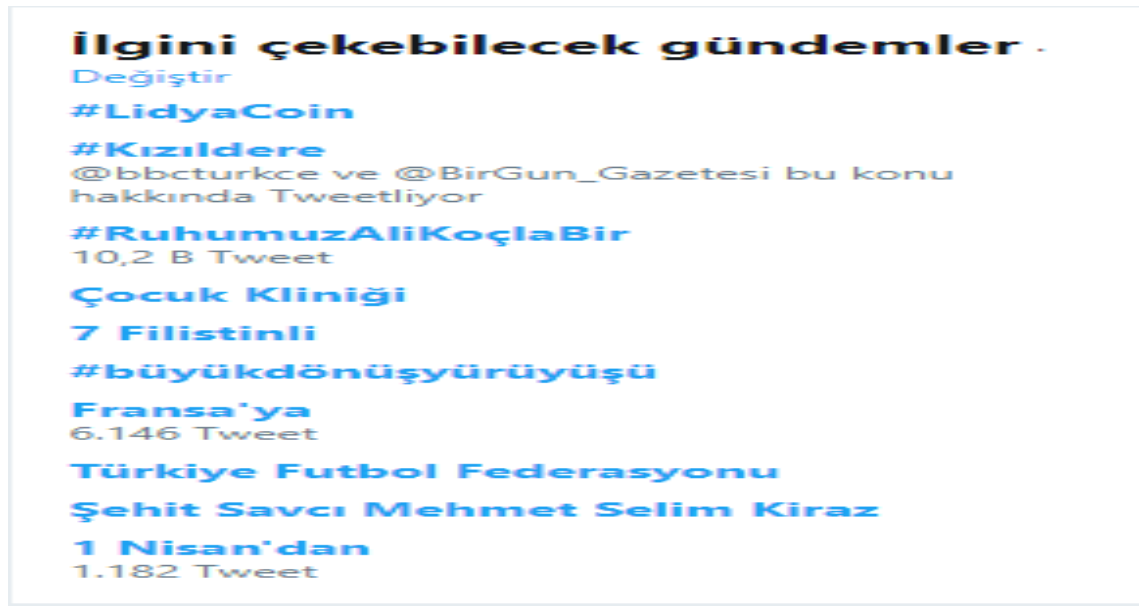 İlgini çekebilecek gündemler ·
Değiştir
#LidyaCoin
#Kızıldere
@bbcturkce ve @BirGun_Gazetesi bu konu
hakkında Tweetliyor
#RuhumuzAliKoçlaBir
10,2 B Tweet
Çocuk Kliniği
7 Filistinli
#büyükdönüşyürüyüşü
Fransa'ya
6.146 Tweet
Türkiye Futbol Federasyonu
Şehit Savcı Mehmet Selim Kiraz
1 Nisan'dan
1.182 Tweet